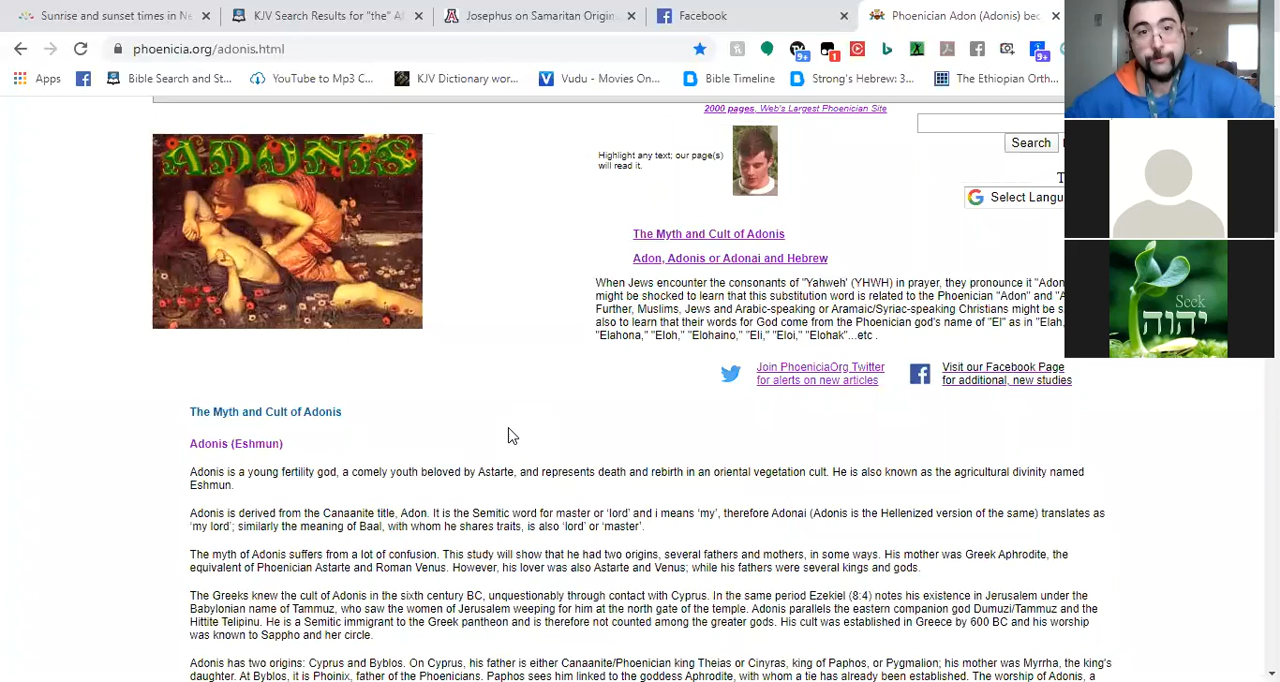 Sunrise and sunset times in Ne
KJV Search Results for "the" A
Josephus on Samaritan Origin
Facebook
Phoenician Adon (Adonis) bec
phoenicia.org/adonis.html
9+
1
9+
Apps
Bible Search and St...
YouTube to Mp3 C...
KJV Dictionary wor...
Vudu - Movies On...
Bible Timeline
Strong's Hebrew: 3...
The Ethiopian Orth...
2000 pages, Web's Largest Phoenician Site
ADONIS
Highlight any text; our page(s)
will read it.
Search
T
Select Langu
The Myth and Cult of Adonis
Adon, Adonis or Adonai and Hebrew
When Jews encounter the consonants of "Yahweh' (YHWH) in prayer, they pronounce it "Adon
might be shocked to learn that this substitution word is related to the Phoenician "Adon" and "A
Further, Muslims, Jews and Arabic-speaking or Aramaic/Syriac-speaking Christians might be s
also to learn that their words for God come from the Phoenician god's name of "El" as in "Elah,
"Elahona," "Eloh," "Elohaino," "Eli," "Eloi," "Elohak"...etc .
Seek
יהוה
Join PhoeniciaOrg Twitter
for alerts on new articles
Visit our Facebook Page
for additional, new studies
The Myth and Cult of Adonis
Adonis (Eshmun)
Adonis is a young fertility god, a comely youth beloved by Astarte, and represents death and rebirth in an oriental vegetation cult. He is also known as the agricultural divinity named
Eshmun.
Adonis is derived from the Canaanite title, Adon. It is the Semitic word for master or 'lord' and i means 'my', therefore Adonai (Adonis is the Hellenized version of the same) translates as
'my lord'; similarly the meaning of Baal, with whom he shares traits, is also 'lord' or 'master'.
The myth of Adonis suffers from a lot of confusion. This study will show that he had two origins, several fathers and mothers, in some ways. His mother was Greek Aphrodite, the
equivalent of Phoenician Astarte and Roman Venus. However, his lover was also Astarte and Venus; while his fathers were several kings and gods.
The Greeks knew the cult of Adonis in the sixth century BC, unquestionably through contact with Cyprus. In the same period Ezekiel (8:4) notes his existence in Jerusalem under the
Babylonian name of Tammuz, who saw the women of Jerusalem weeping for him at the north gate of the temple. Adonis parallels the eastern companion god Dumuzi/Tammuz and the
Hittite Telipinu. He is a Semitic immigrant to the Greek pantheon and is therefore not counted among the greater gods. His cult was established in Greece by 600 BC and his worship
was known to Sappho and her circle.
Adonis has two origins: Cyprus and Byblos. On Cyprus, his father is either Canaanite/Phoenician king Theias or Cinyras, king of Paphos, or Pygmalion; his mother was Myrrha, the king's
daughter. At Byblos, it is Phoinix, father of the Phoenicians. Paphos sees him linked to the goddess Aphrodite, with whom a tie has already been established. The worship of Adonis, a